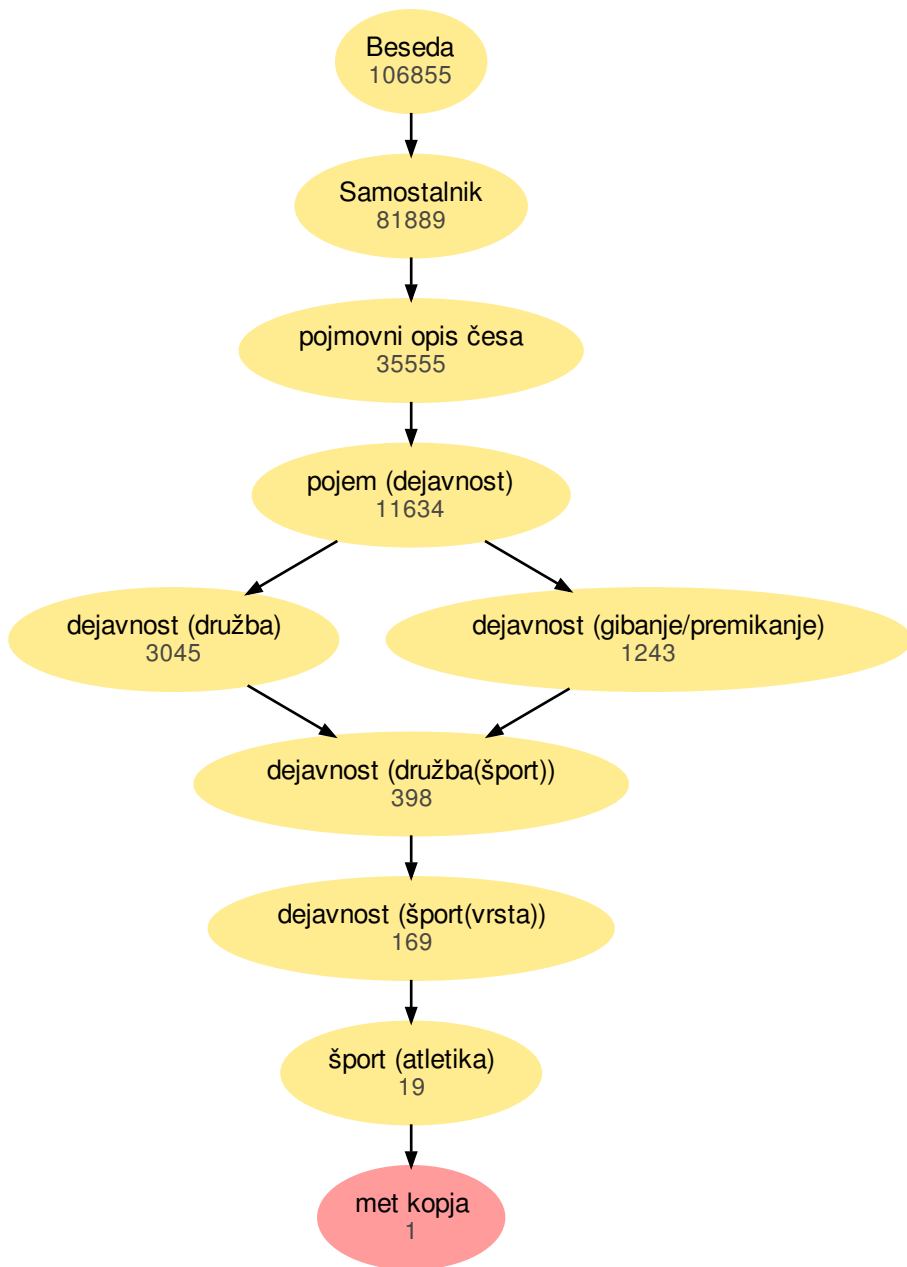 Beseda
106855
Samostalnik
81889
pojmovni opis česa
35555
pojem (dejavnost)
11634
dejavnost (družba)
3045
dejavnost (gibanje/premikanje)
1243
dejavnost (družba(šport))
398
dejavnost (šport(vrsta))
169
šport (atletika)
19
met kopja
1